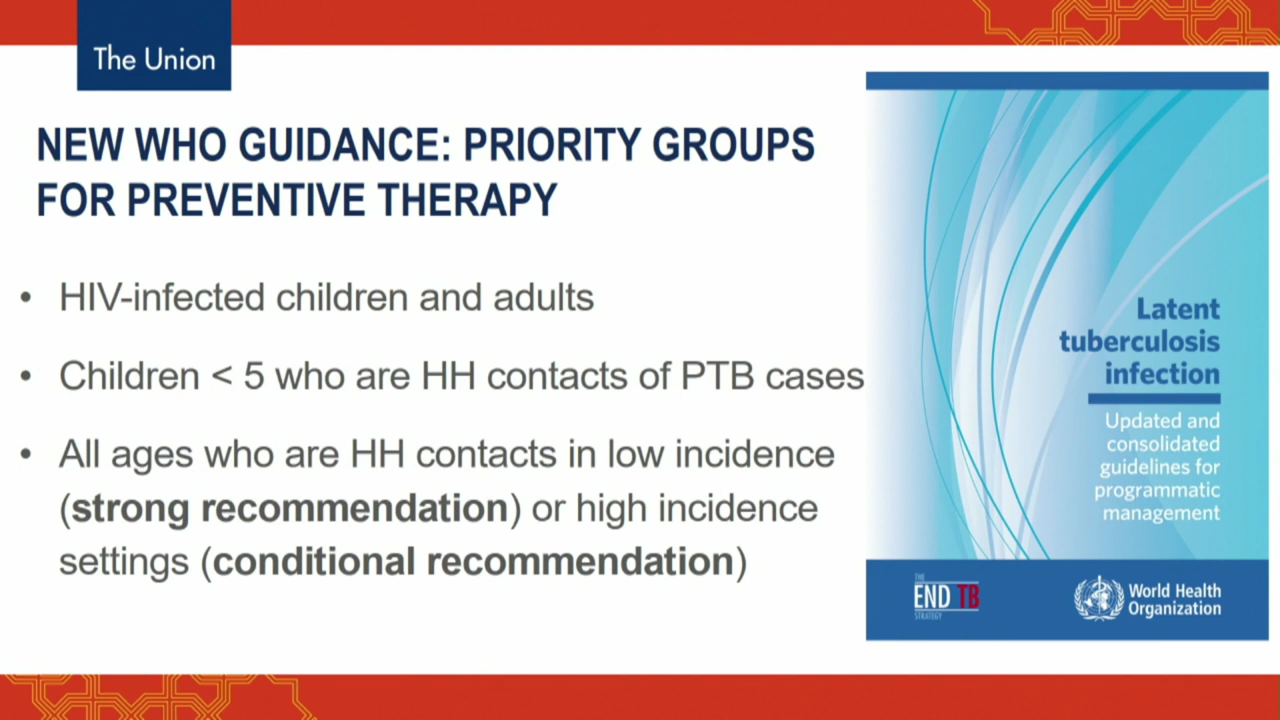 The Union
NEW WHO GUIDANCE: PRIORITY GROUPS
FOR PREVENTIVE THERAPY
• HIV-infected children and adults
• Children < 5 who are HH contacts of PTB cases
• All ages who are HH contacts in low incidence
(strong recommendation) or high incidence
settings (conditional recommendation)
Latent
tuberculosis
infection
Updated and
consolidated
guidelines for
programmatic
management
THE
END TB
STRATEGY
World Health
Organization